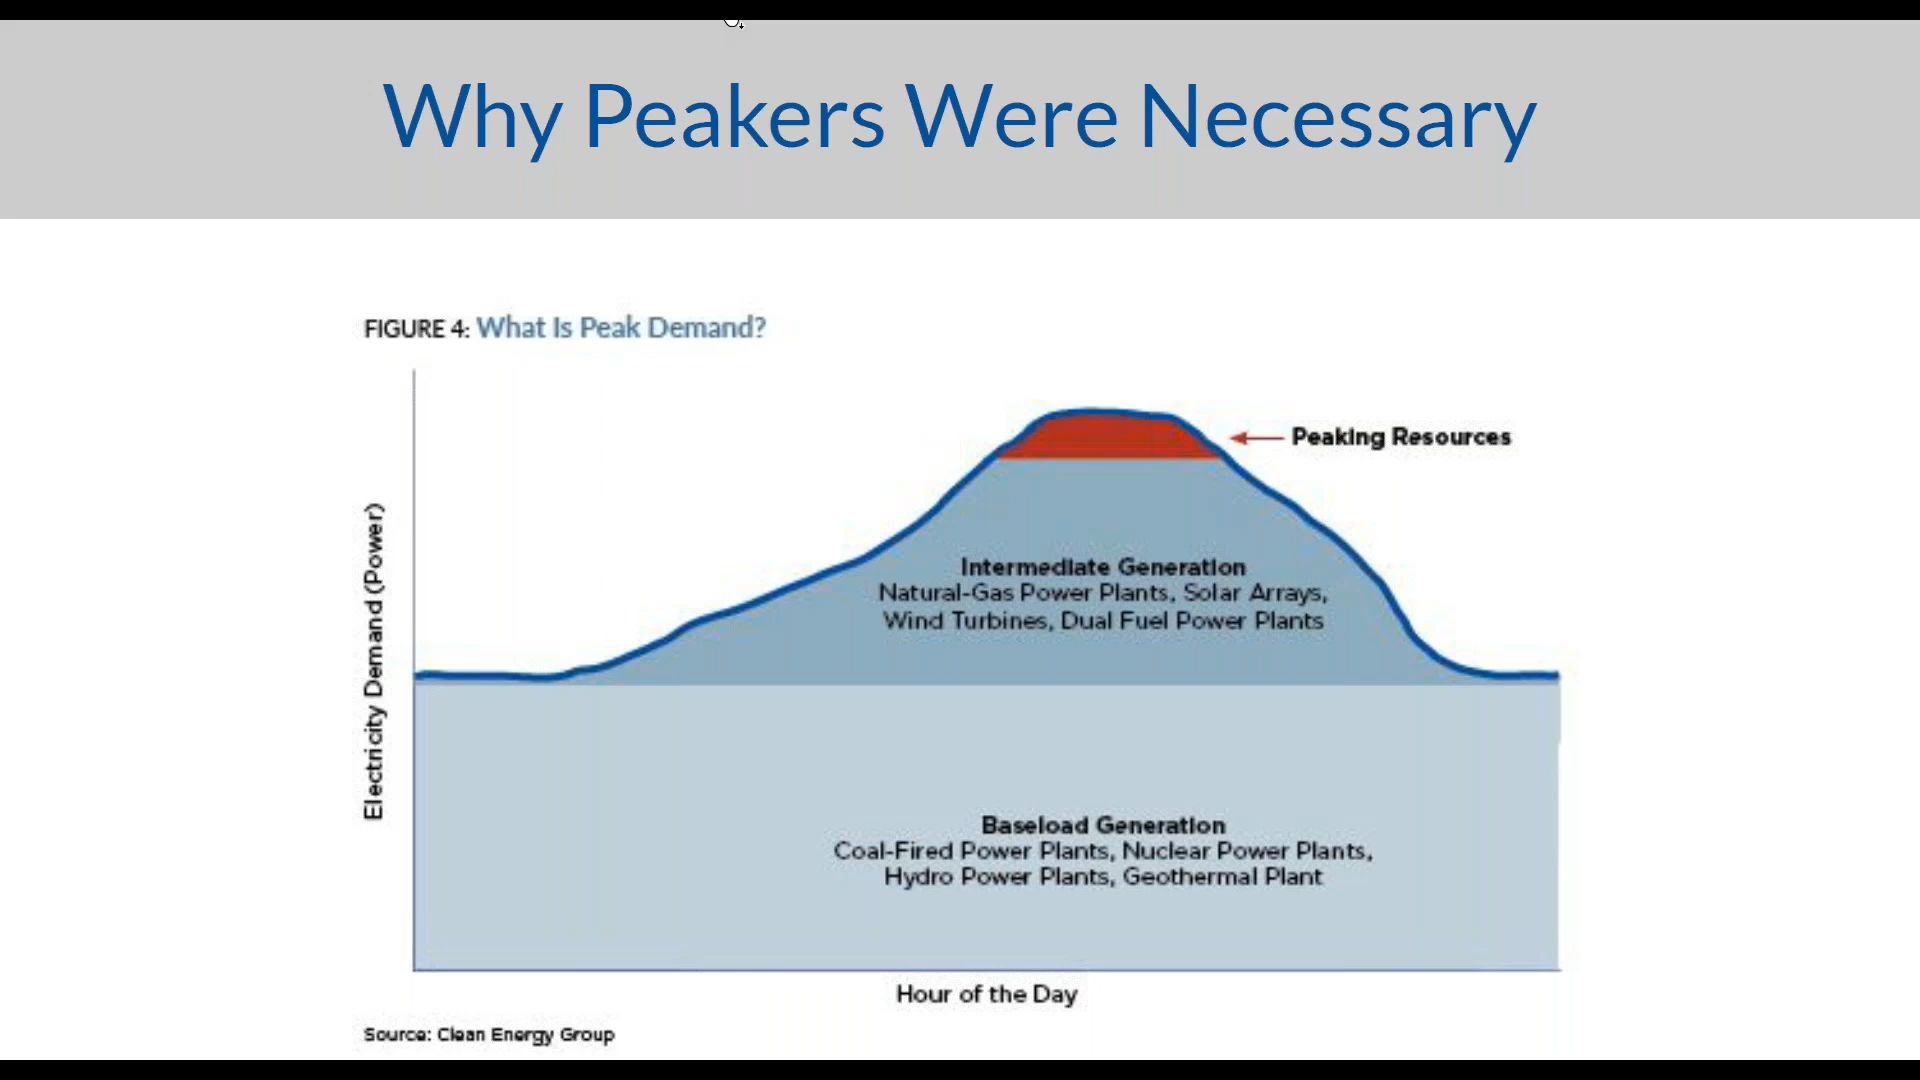 Why Peakers Were Necessary
FIGURE 4: What Is Peak Demand?
Peaking Resources
Intermediate Generation
Natural-Gas Power Plants, Solar Arrays,
Wind Turbines, Dual Fuel Power Plants
Electricity Demand (Power)
Baseload Generation
Coal-Fired Power Plants, Nuclear Power Plants,
Hydro Power Plants, Geothermal Plant
Hour of the Day
Source: Clean Energy Group